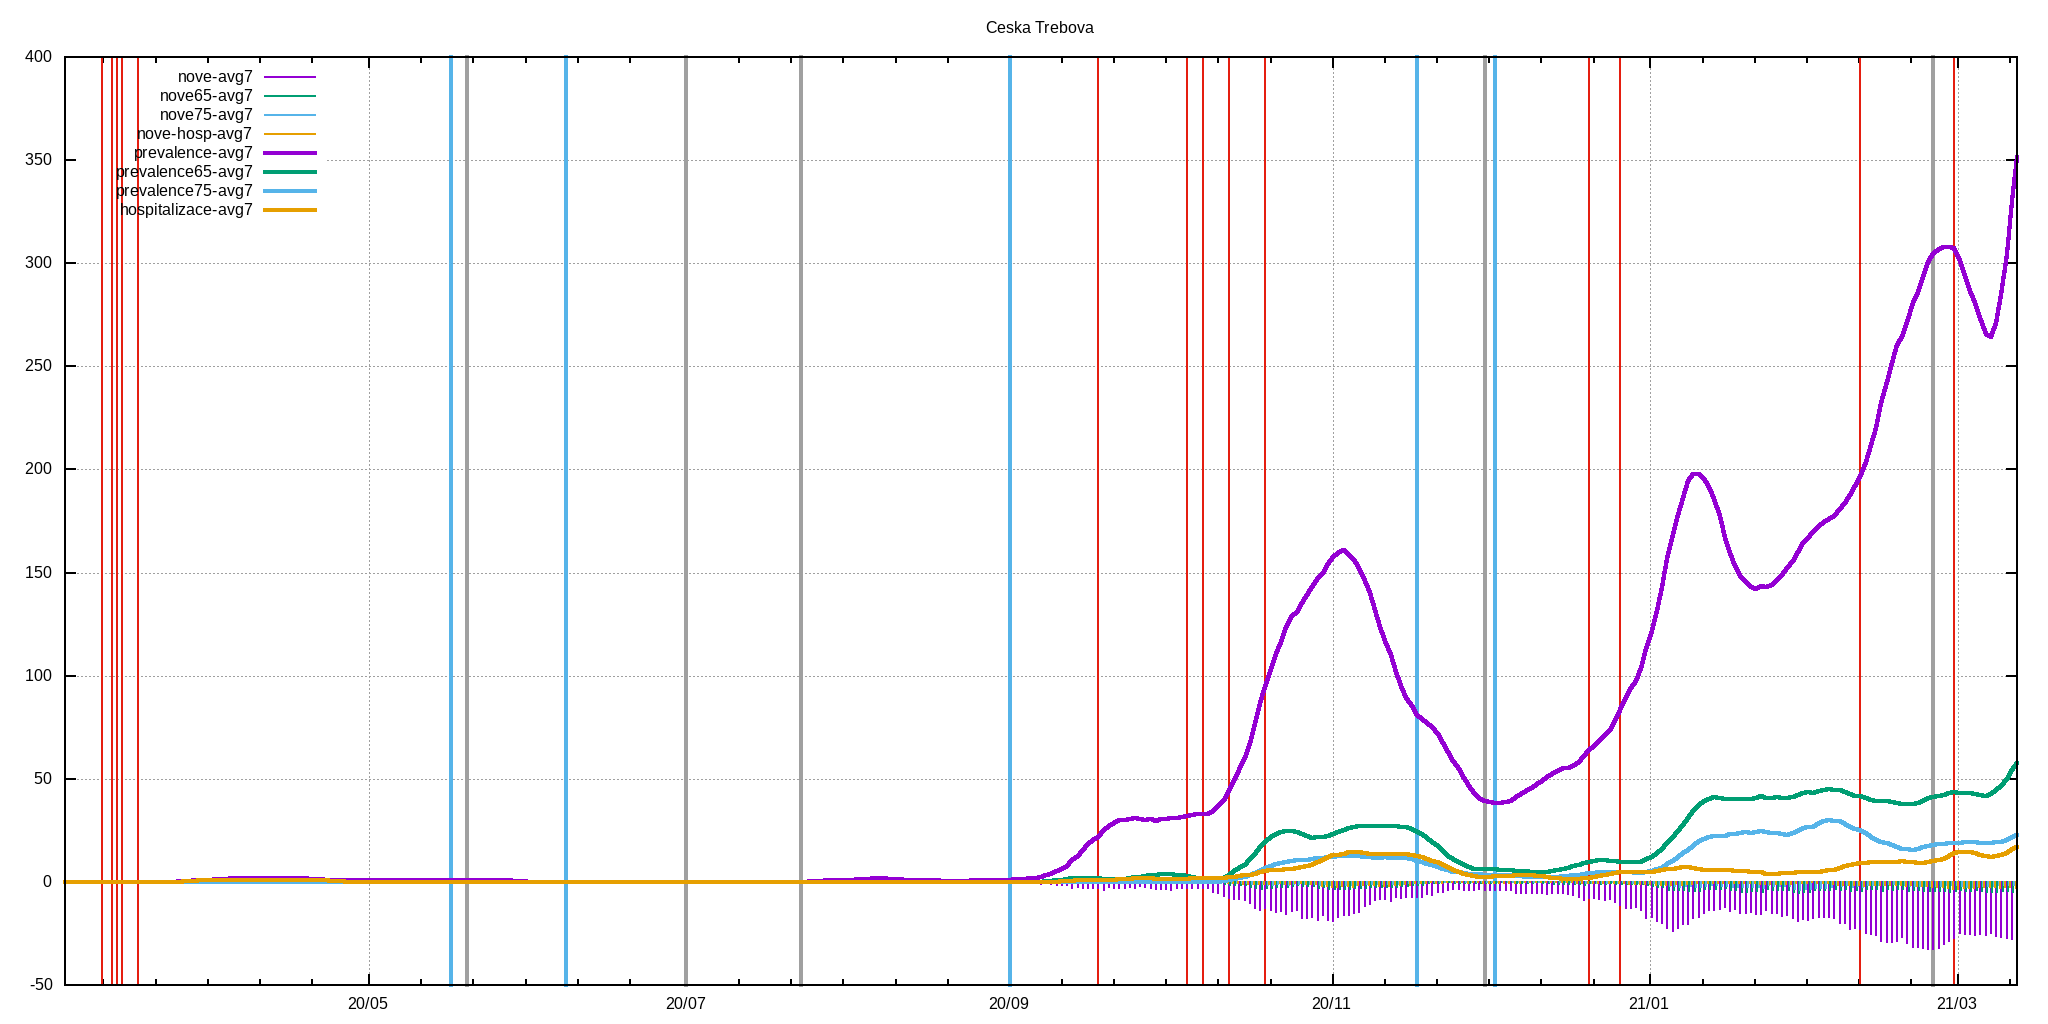 Ceska Trebova
400
350
300
250
200
150
100
50
0
-50
nove-avg7
nove65-avg7
nove75-avg7
nove-hosp-avg7
prevalence-avg7
prevalence65-avg7
prevalence75-avg7
hospitalizace-avg7
20/05
20/07
20/09
20/11
21/01
21/03